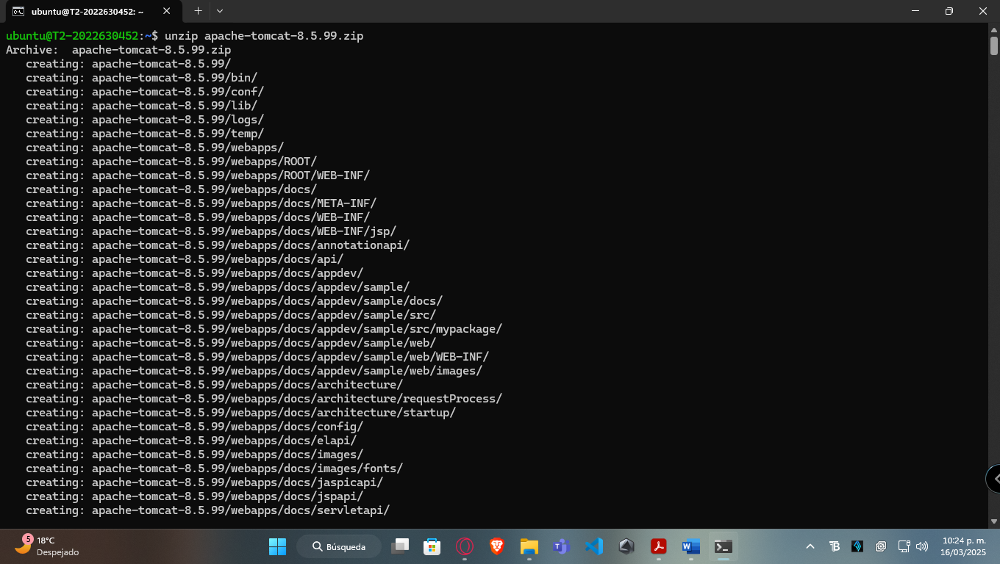 ubuntu@T2-2022630452: ~
ubuntu@T2-2022630452:~$ unzip apache-tomcat-8.5.99.zip
Archive:  apache-tomcat-8.5.99.zip
   creating: apache-tomcat-8.5.99/
   creating: apache-tomcat-8.5.99/bin/
   creating: apache-tomcat-8.5.99/conf/
   creating: apache-tomcat-8.5.99/lib/
   creating: apache-tomcat-8.5.99/logs/
   creating: apache-tomcat-8.5.99/temp/
   creating: apache-tomcat-8.5.99/webapps/
   creating: apache-tomcat-8.5.99/webapps/ROOT/
   creating: apache-tomcat-8.5.99/webapps/ROOT/WEB-INF/
   creating: apache-tomcat-8.5.99/webapps/docs/
   creating: apache-tomcat-8.5.99/webapps/docs/META-INF/
   creating: apache-tomcat-8.5.99/webapps/docs/WEB-INF/
   creating: apache-tomcat-8.5.99/webapps/docs/WEB-INF/jsp/
   creating: apache-tomcat-8.5.99/webapps/docs/annotationapi/
   creating: apache-tomcat-8.5.99/webapps/docs/api/
   creating: apache-tomcat-8.5.99/webapps/docs/appdev/
   creating: apache-tomcat-8.5.99/webapps/docs/appdev/sample/
   creating: apache-tomcat-8.5.99/webapps/docs/appdev/sample/docs/
   creating: apache-tomcat-8.5.99/webapps/docs/appdev/sample/src/
   creating: apache-tomcat-8.5.99/webapps/docs/appdev/sample/src/mypackage/
   creating: apache-tomcat-8.5.99/webapps/docs/appdev/sample/web/
   creating: apache-tomcat-8.5.99/webapps/docs/appdev/sample/web/WEB-INF/
   creating: apache-tomcat-8.5.99/webapps/docs/appdev/sample/web/images/
   creating: apache-tomcat-8.5.99/webapps/docs/architecture/
   creating: apache-tomcat-8.5.99/webapps/docs/architecture/requestProcess/
   creating: apache-tomcat-8.5.99/webapps/docs/architecture/startup/
   creating: apache-tomcat-8.5.99/webapps/docs/config/
   creating: apache-tomcat-8.5.99/webapps/docs/elapi/
   creating: apache-tomcat-8.5.99/webapps/docs/images/
   creating: apache-tomcat-8.5.99/webapps/docs/images/fonts/
   creating: apache-tomcat-8.5.99/webapps/docs/jaspicapi/
   creating: apache-tomcat-8.5.99/webapps/docs/jspapi/
   creating: apache-tomcat-8.5.99/webapps/docs/servletapi/
5
18°C
Despejado
Búsqueda
10:24 p. m.
16/03/2025